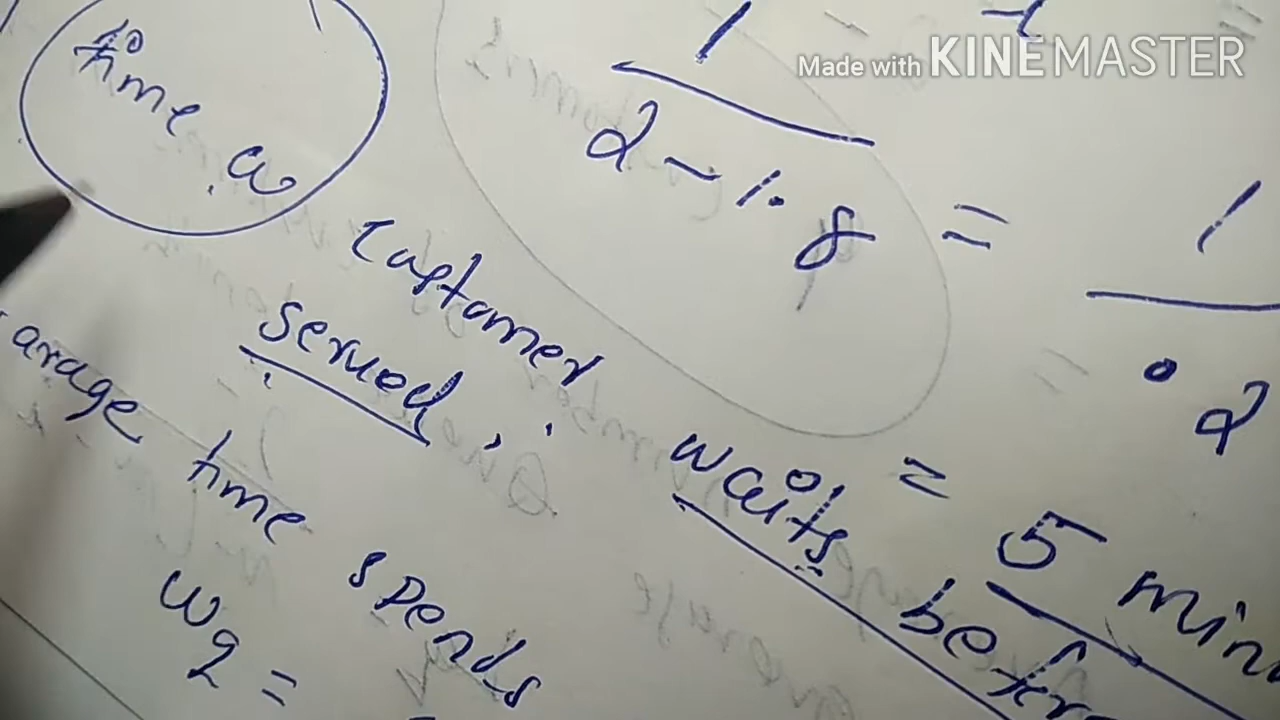 Made with KINEMASTER
time a
1 / 2 - 1.8 = 1 / .2
= 5 min
customer waits before
served
arage time spends
wq =